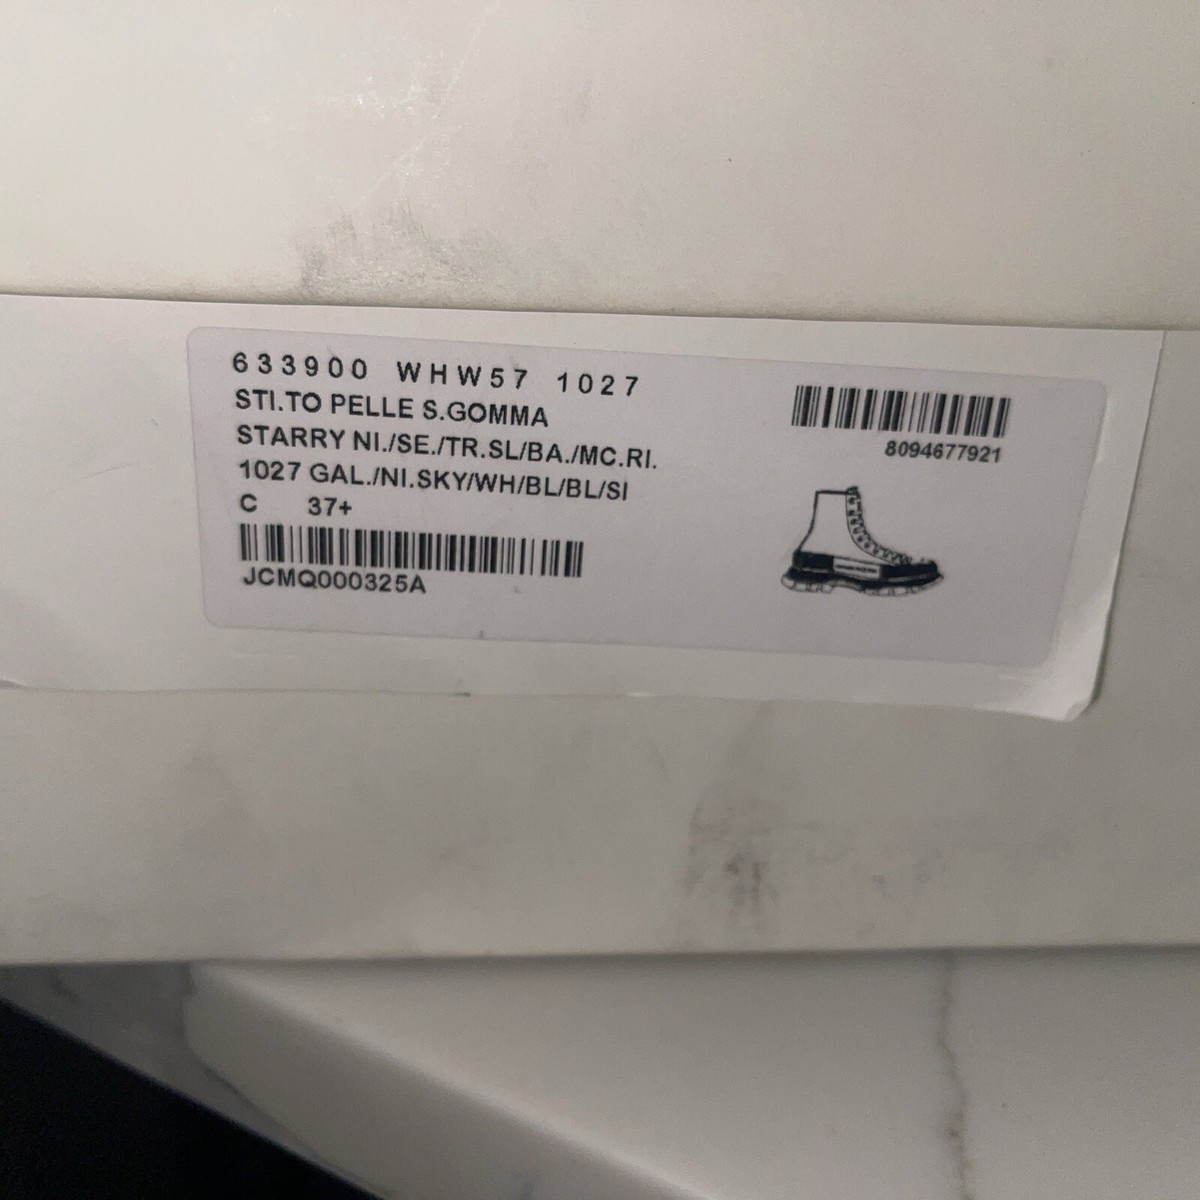 633900 WHW57 1027
STI.TO PELLE S.GOMMA
STARRY NI./SE./TR.SL/BA./MC.RI.
1027 GAL./NI.SKY/WH/BL/BL/SI
C 37+
JCMQ000325A
8094677921